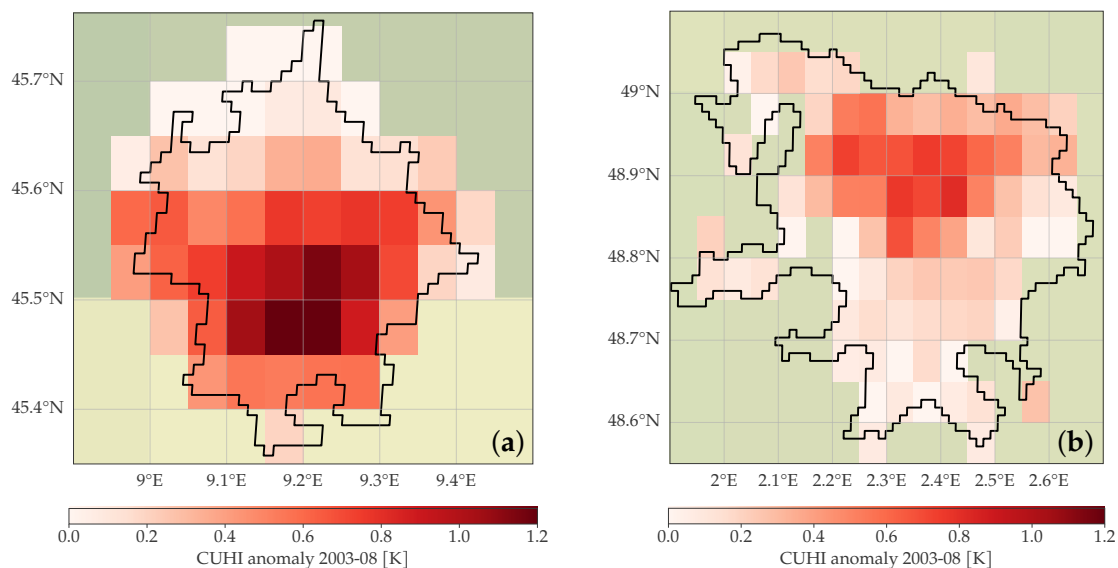 45.7°N
45.6°N
45.5°N
45.4°N
(a)
9°E 9.1°E 9.2°E 9.3°E 9.4°E
0.0 0.2 0.4 0.6 0.8 1.0 1.2
CUHI anomaly 2003-08 [K]
49°N
48.9°N
48.8°N
48.7°N
48.6°N
(b)
2°E 2.1°E 2.2°E 2.3°E 2.4°E 2.5°E 2.6°E
0.0 0.2 0.4 0.6 0.8 1.0 1.2
CUHI anomaly 2003-08 [K]